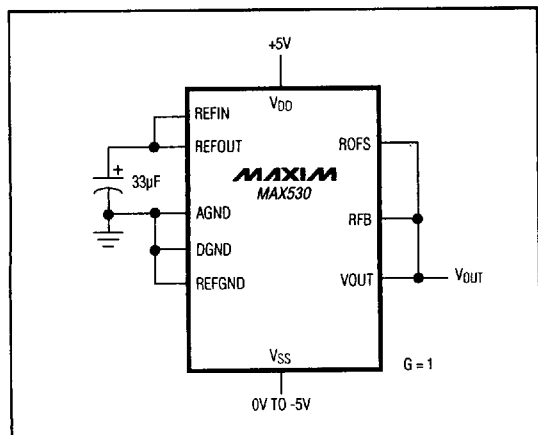 +5V
VDD
REFIN
REFOUT
ROFS
+
33µF
MAXIM
MAX530
AGND
RFB
DGND
REFGND
VOUT
VOUT
VSS
G = 1
0V TO -5V